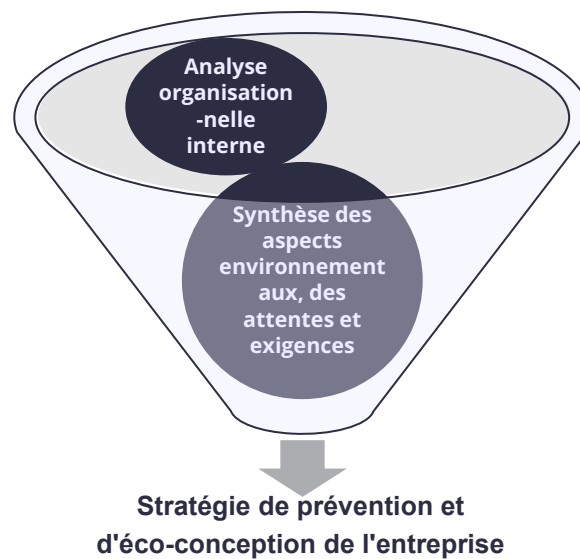 Analyse
organisation
-nelle
interne
Synthèse des
aspects
environnement
aux, des
attentes et
exigences
Stratégie de prévention et
d'éco-conception de l'entreprise